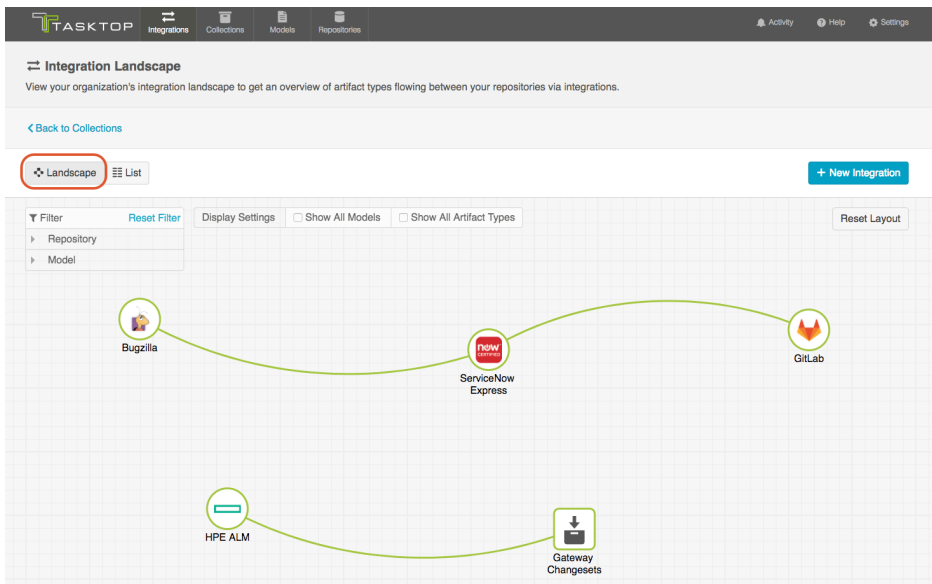 TASKTOP
Integrations
Collections
Models
Repositories
Activity
Help
Settings
Integration Landscape
View your organization's integration landscape to get an overview of artifact types flowing between your repositories via integrations.
Back to Collections
Landscape
List
+ New Integration
Filter
Reset Filter
Display Settings
Show All Models
Show All Artifact Types
Reset Layout
Repository
Model
Bugzilla
now
CERTIFIED
ServiceNow
Express
GitLab
HPE ALM
Gateway
Changesets